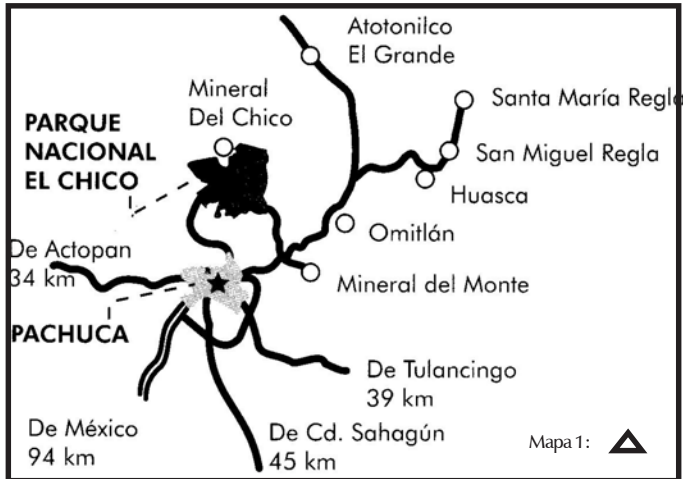 Atotonilco
El Grande
Mineral
Del Chico
Santa María Regla
PARQUE
NACIONAL
EL CHICO
San Miguel Regla
Huasca
Omitlán
De Actopan
34 km
Mineral del Monte
PACHUCA
De Tulancingo
39 km
De México
94 km
De Cd. Sahagún
45 km
Mapa 1: